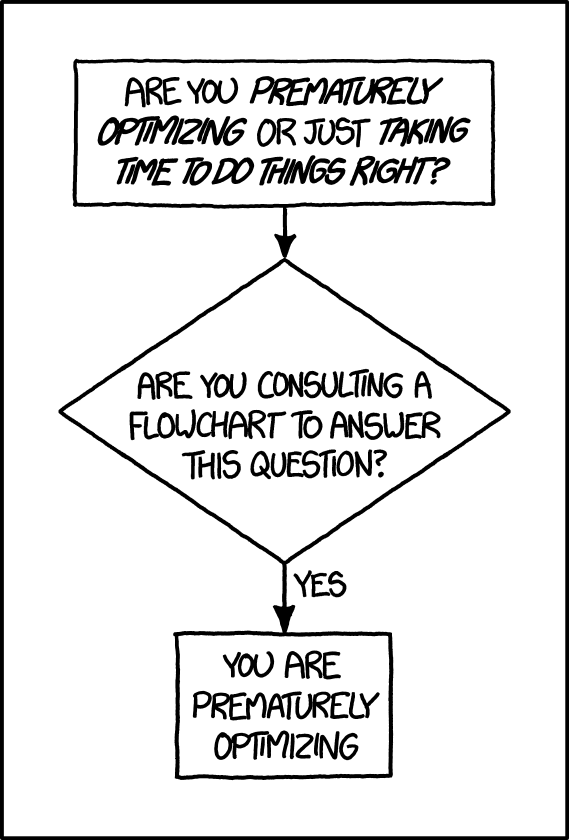 ARE YOU PREMATURELY
OPTIMIZING OR JUST TAKING
TIME TO DO THINGS RIGHT?
ARE YOU CONSULTING A
FLOWCHART TO ANSWER
THIS QUESTION?
YES
YOU ARE
PREMATURELY
OPTIMIZING